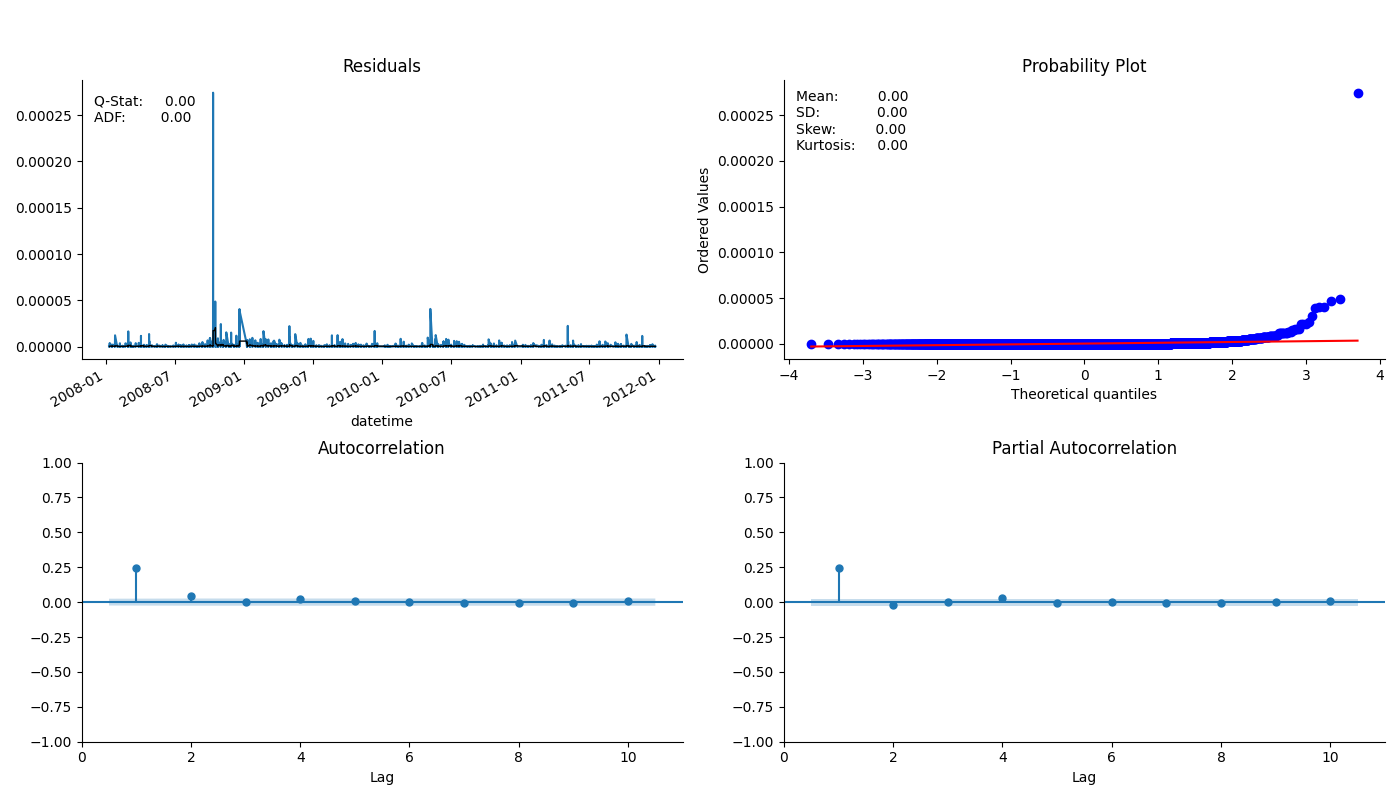 Residuals
Q-Stat: 0.00
ADF: 0.00
0.00025
0.00020
0.00015
0.00010
0.00005
0.00000
2008-01
2008-07
2009-01
2009-07
2010-01
2010-07
2011-01
2011-07
2012-01
datetime
Probability Plot
Mean: 0.00
SD: 0.00
Skew: 0.00
Kurtosis: 0.00
Ordered Values
0.00025
0.00020
0.00015
0.00010
0.00005
0.00000
−4 −3 −2 −1 0 1 2 3 4
Theoretical quantiles
Autocorrelation
1.00
0.75
0.50
0.25
0.00
−0.25
−0.50
−0.75
−1.00
0 2 4 6 8 10
Lag
Partial Autocorrelation
1.00
0.75
0.50
0.25
0.00
−0.25
−0.50
−0.75
−1.00
0 2 4 6 8 10
Lag